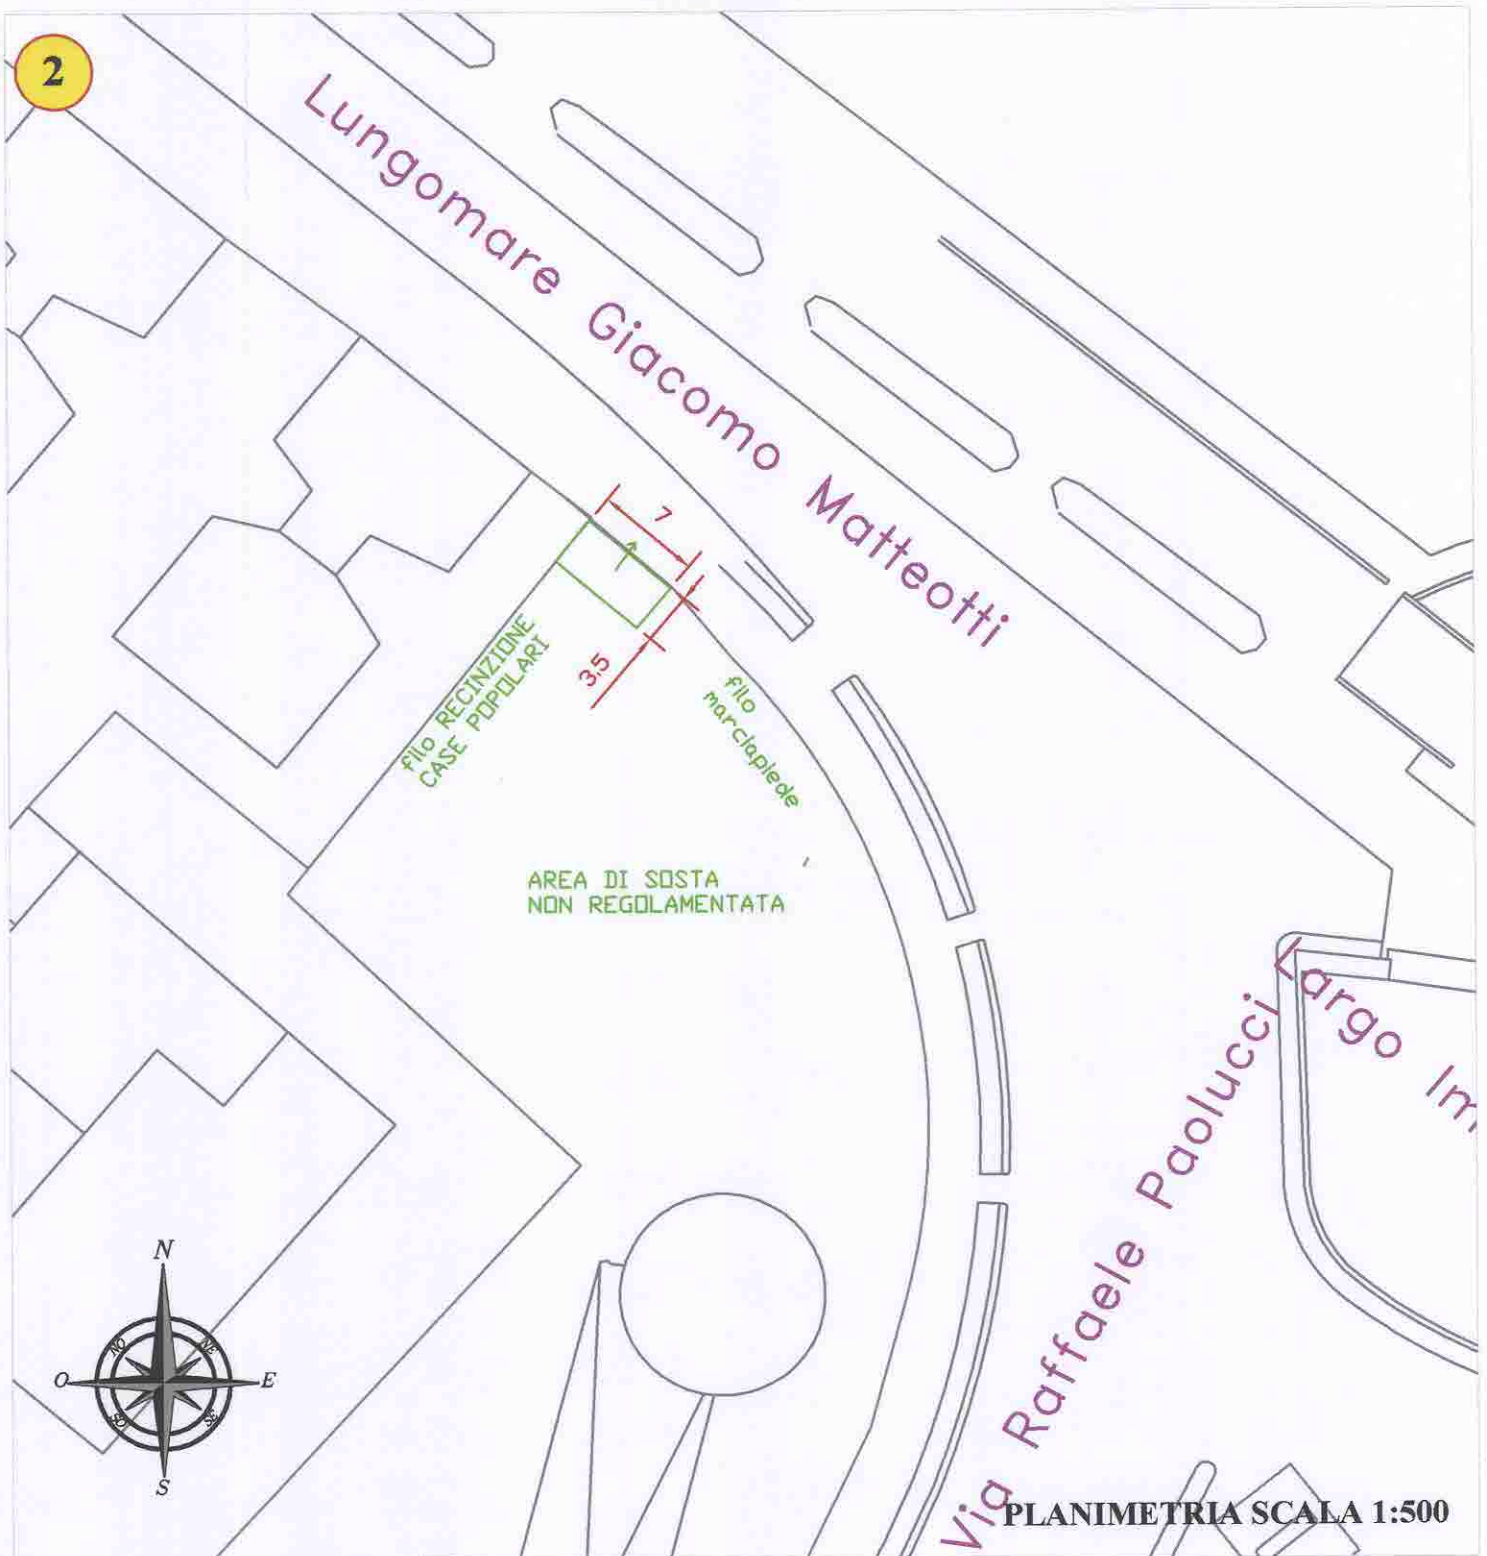 2
Lungomare Giacomo Matteotti
7
3.5
filo RECINZIONE
CASE POPOLARI
filo
marciapiede
AREA DI SOSTA
NON REGOLAMENTATA
Largo Im
Via Raffaele Paolucci
N
NO
NE
O
E
SO
SE
S
PLANIMETRIA SCALA 1:500